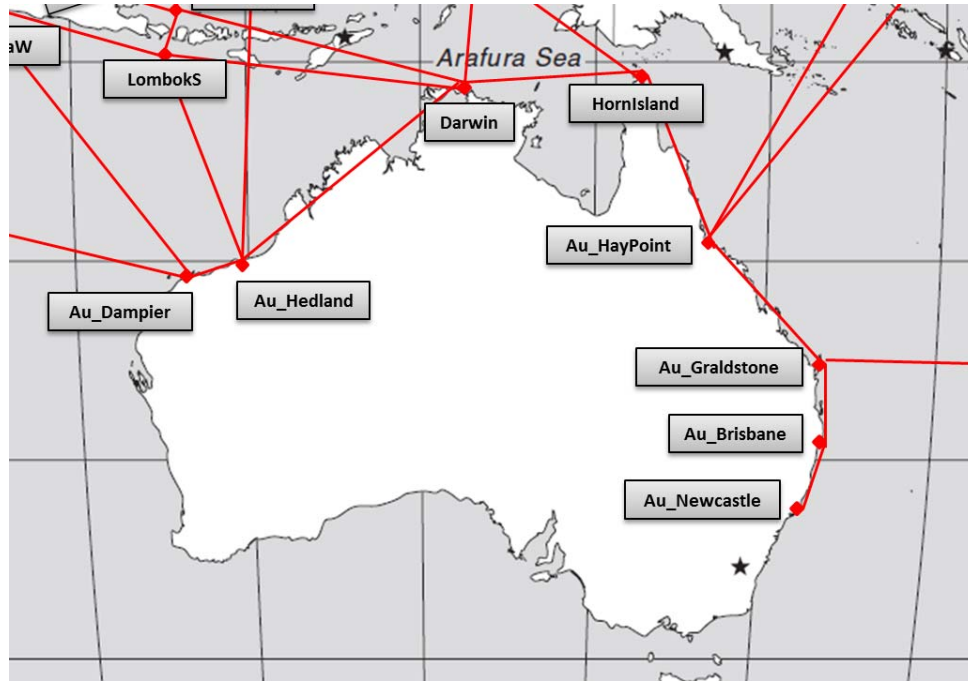 Arafura Sea
aW
LombokS
HornIsland
Darwin
Au_HayPoint
Au_Hedland
Au_Dampier
Au_Graldstone
Au_Brisbane
Au_Newcastle